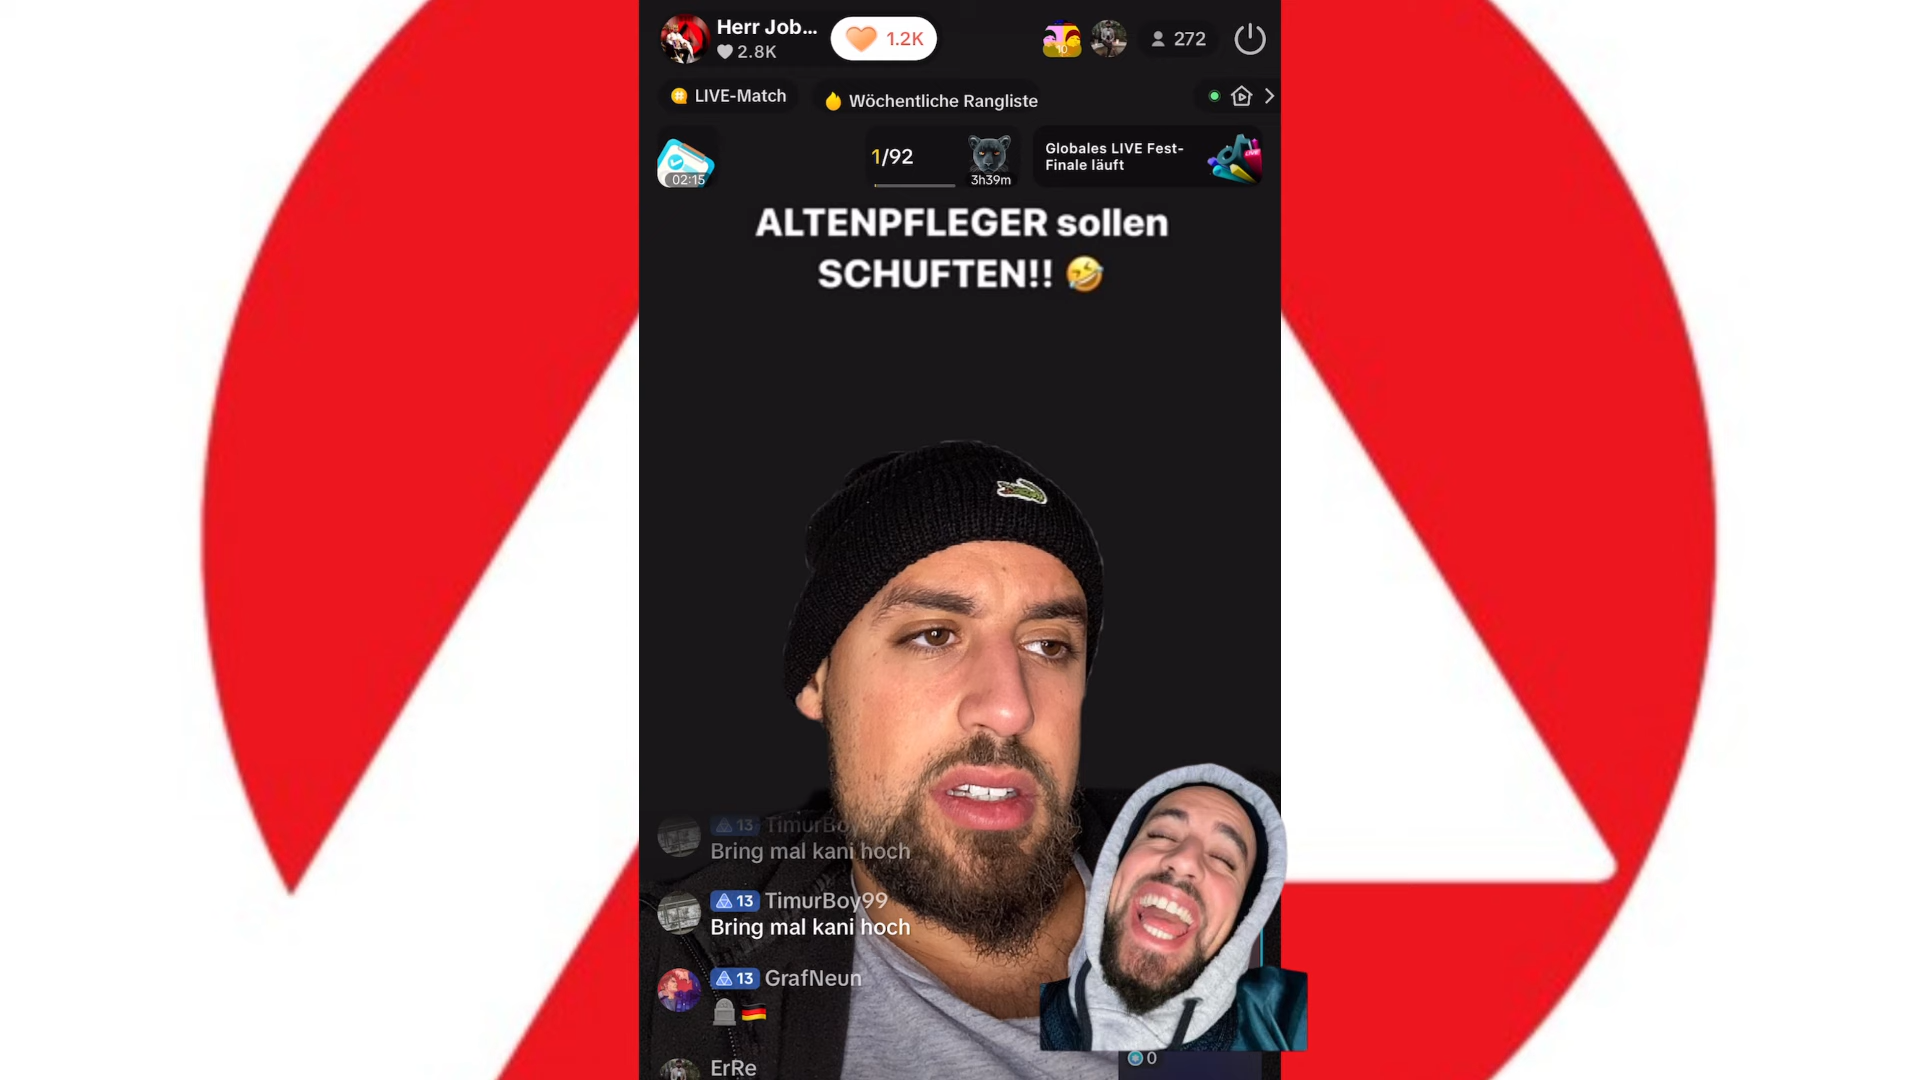 Herr Job...
2.8K
1.2K
10
272
LIVE-Match
Wöchentliche Rangliste
02:15
1/92
3h39m
Globales LIVE Fest-
Finale läuft
ALTENPFLEGER sollen
SCHUFTEN!! 🤣
13 TimurBoy99
Bring mal kani hoch
13 TimurBoy99
Bring mal kani hoch
13 GrafNeun
🪦🇩🇪
ErRe
0